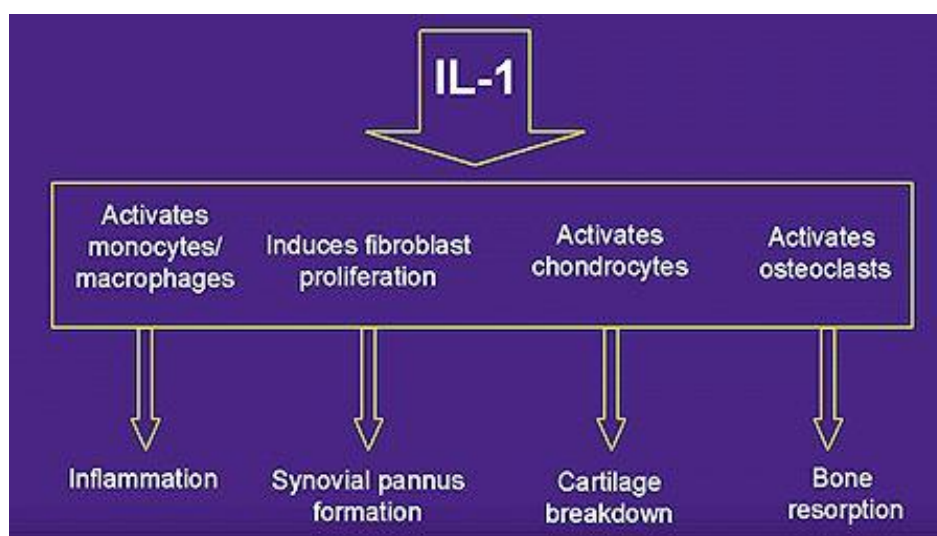 IL-1
Activates
monocytes/
macrophages
Induces fibroblast
proliferation
Activates
chondrocytes
Activates
osteoclasts
Inflammation
Synovial pannus
formation
Cartilage
breakdown
Bone
resorption